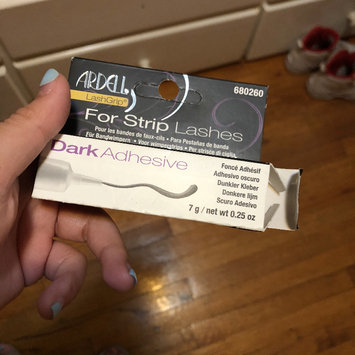 ARDELL
LashGrip®
680260
For Strip Lashes
Pour les bandes de faux-cils · Para Pestañas de banda
Für Bangwimpern · Voor wimperstrips · Per strisce di ciglia
Dark Adhesive
Foncé Adhésif
Adhesivo oscuro
Dunkler Kleber
Donkere lijm
Scuro Adesivo
7 g / net wt 0.25 oz